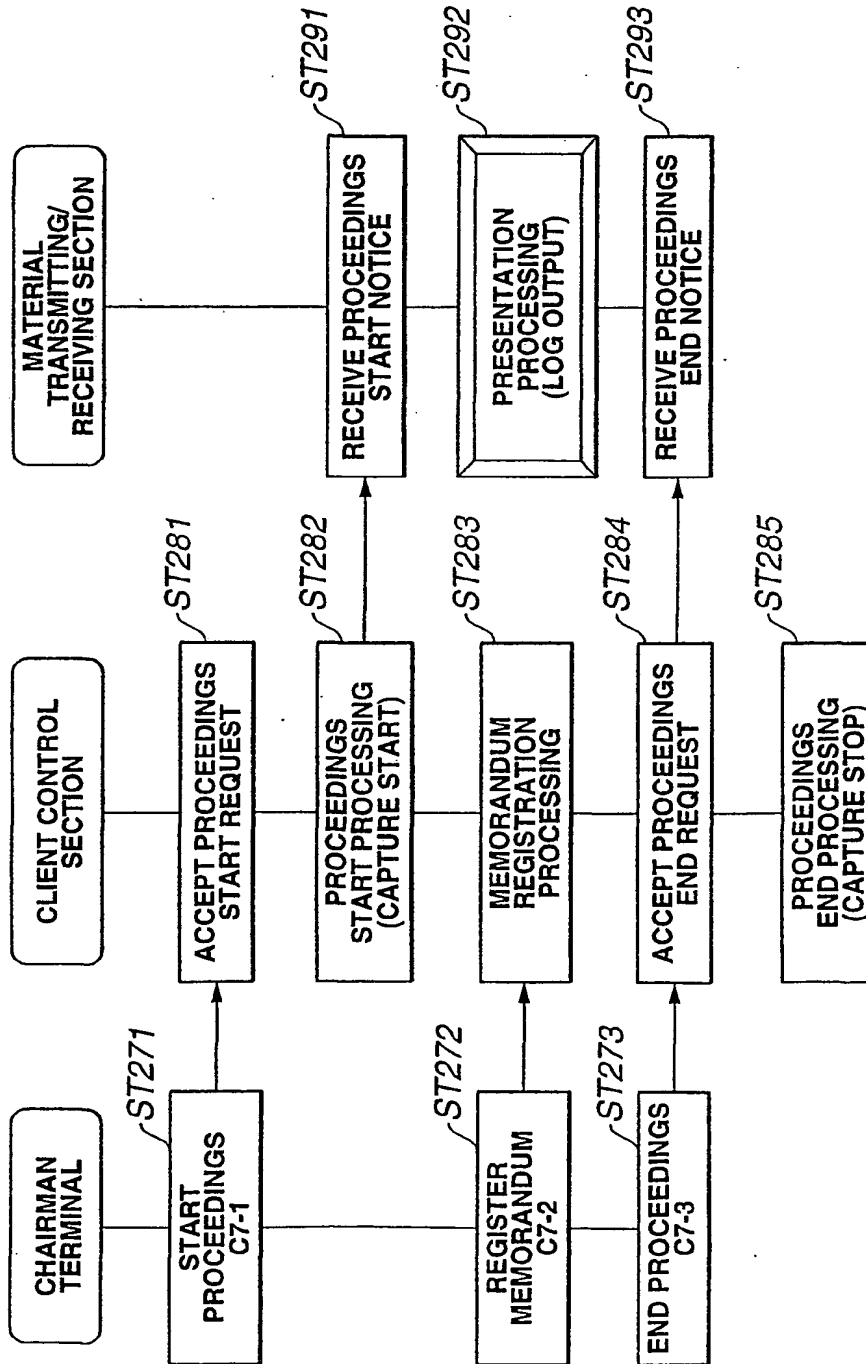 CHAIRMAN
TERMINAL
START
PROCEEDINGS
C7-1
ST271
REGISTER
MEMORANDUM
C7-2
ST272
END PROCEEDINGS
C7-3
ST273
CLIENT CONTROL
SECTION
ACCEPT PROCEEDINGS
START REQUEST
ST281
PROCEEDINGS
START PROCESSING
(CAPTURE START)
ST282
MEMORANDUM
REGISTRATION
PROCESSING
ST283
ACCEPT PROCEEDINGS
END REQUEST
ST284
PROCEEDINGS
END PROCESSING
(CAPTURE STOP)
ST285
MATERIAL
TRANSMITTING/
RECEIVING SECTION
RECEIVE PROCEEDINGS
START NOTICE
ST291
PRESENTATION
PROCESSING
(LOG OUTPUT)
ST292
RECEIVE PROCEEDINGS
END NOTICE
ST293